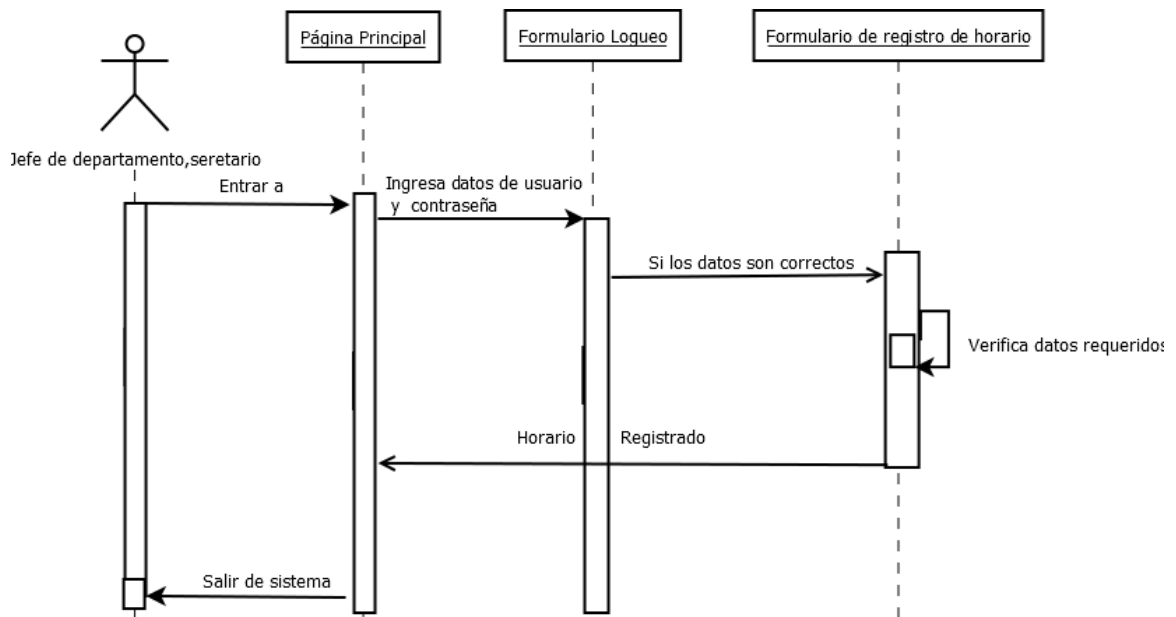 Página Principal
Formulario Logueo
Formulario de registro de horario
Jefe de departamento,seretario
Entrar a
Ingresa datos de usuario
y contraseña
Si los datos son correctos
Verifica datos requeridos
Horario Registrado
Salir de sistema